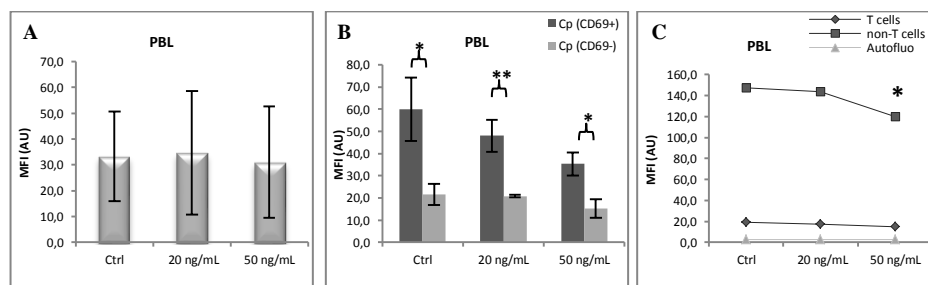 A
PBL
MFI (AU)
70,0
60,0
50,0
40,0
30,0
20,0
10,0
0,0
Ctrl 20 ng/mL 50 ng/mL
B
Cp (CD69+)
Cp (CD69-)
PBL
MFI (AU)
80,0
70,0
60,0
50,0
40,0
30,0
20,0
10,0
0,0
*
**
*
Ctrl 20 ng/mL 50 ng/mL
C
T cells
non-T cells
Autofluo
PBL
MFI (AU)
160,0
140,0
120,0
100,0
80,0
60,0
40,0
20,0
0,0
*
Ctrl 20 ng/mL 50 ng/mL